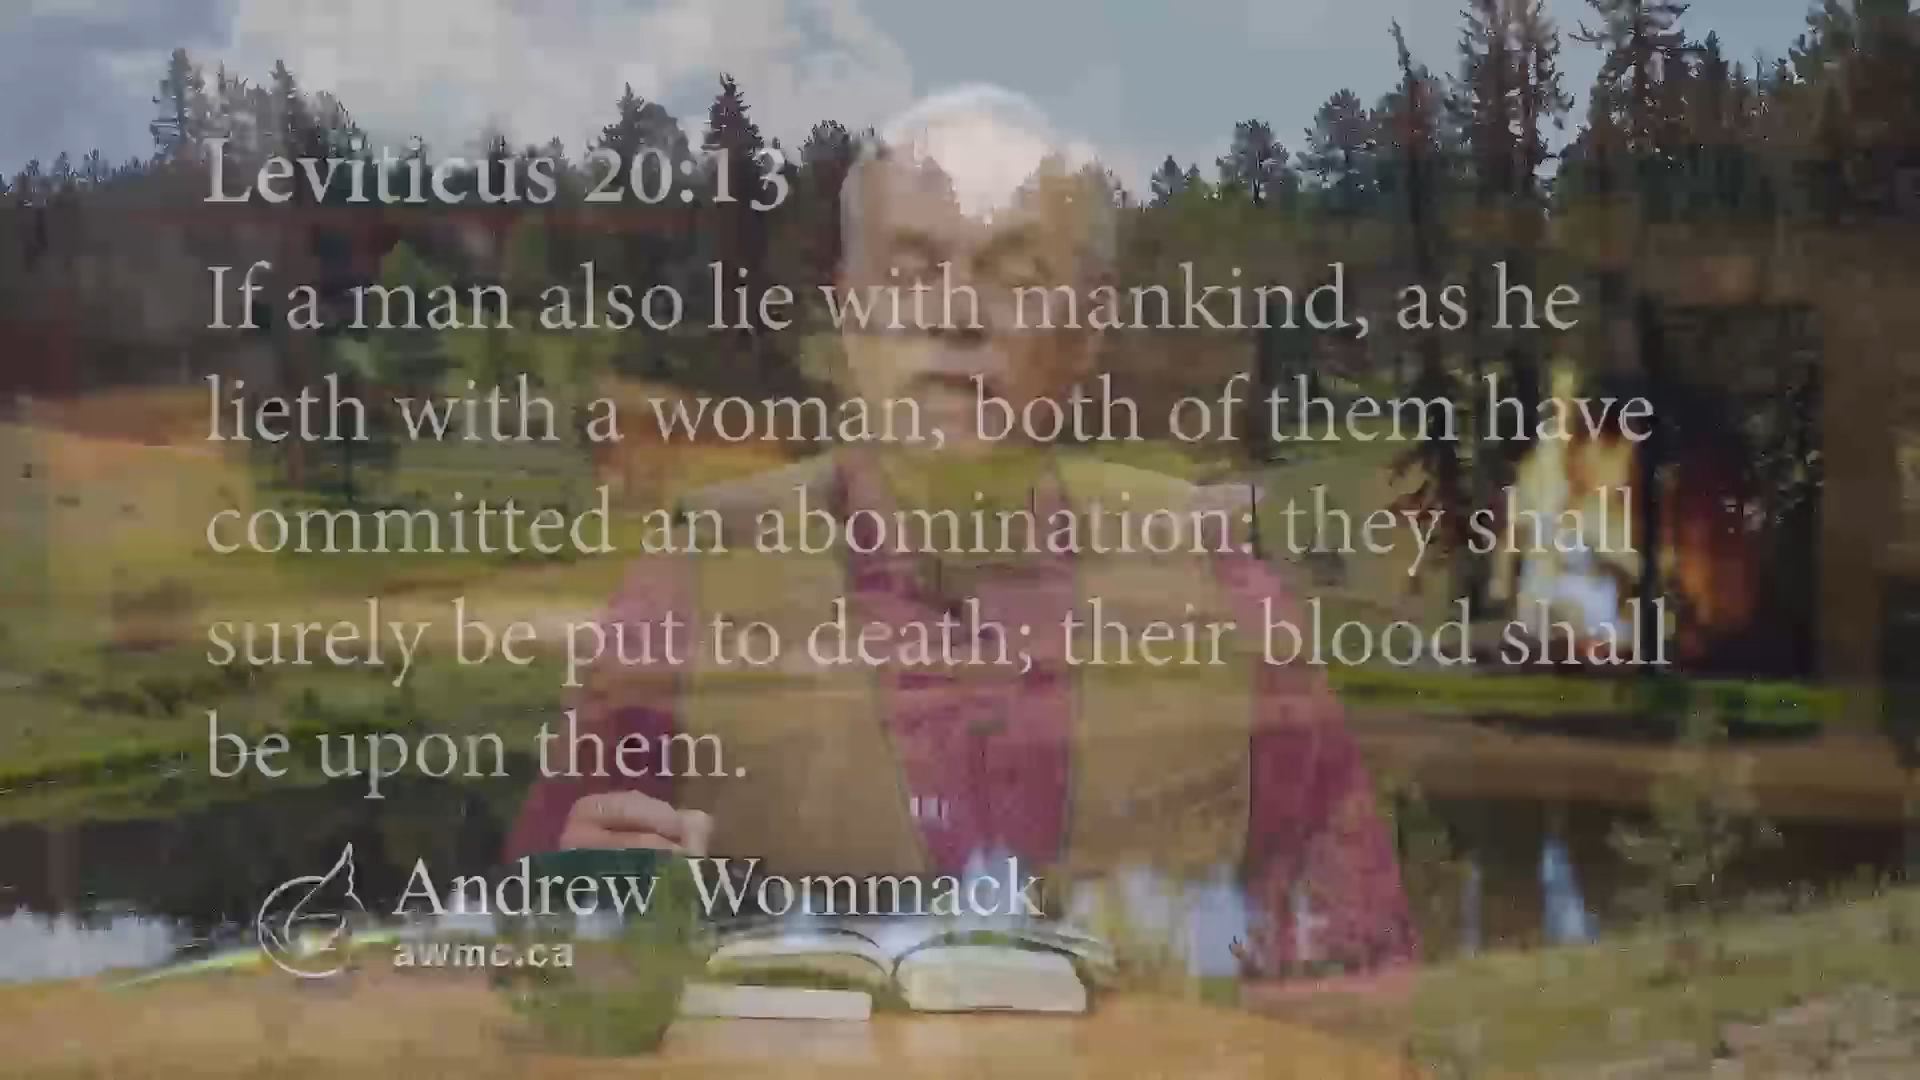 Leviticus 20:13
If a man also lie with mankind, as he
lieth with a woman, both of them have
committed an abomination: they shall
surely be put to death; their blood shall
be upon them.
Andrew Wommack
awmc.ca